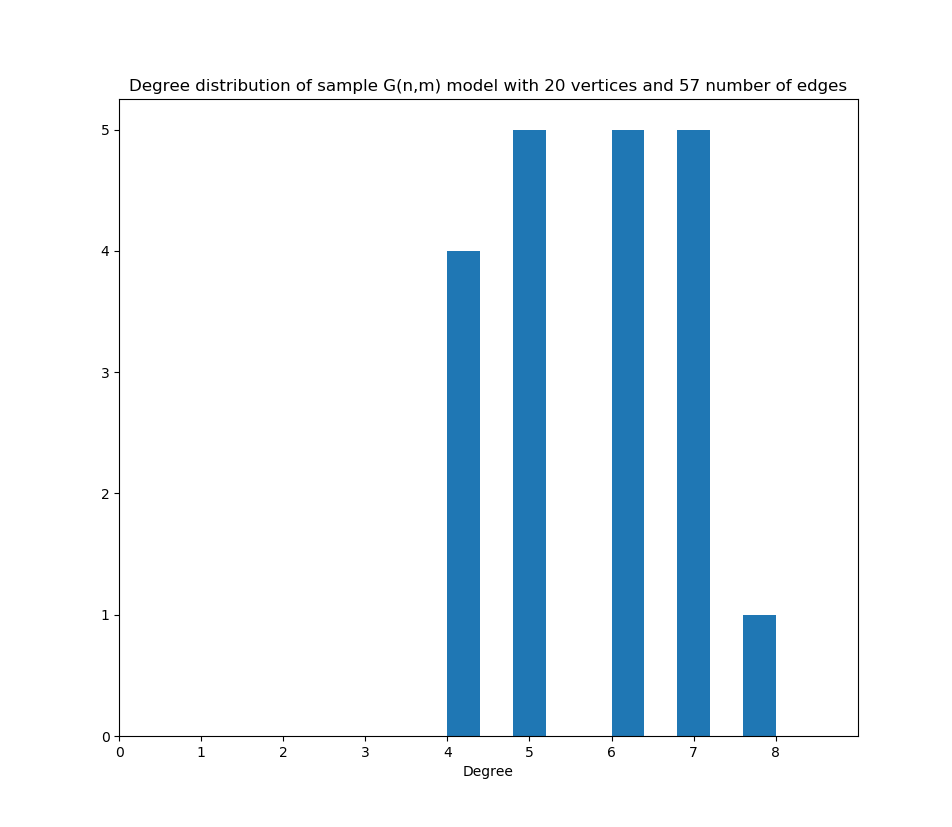 Degree distribution of sample G(n,m) model with 20 vertices and 57 number of edges
5
4
3
2
1
0
0 1 2 3 4 5 6 7 8
Degree